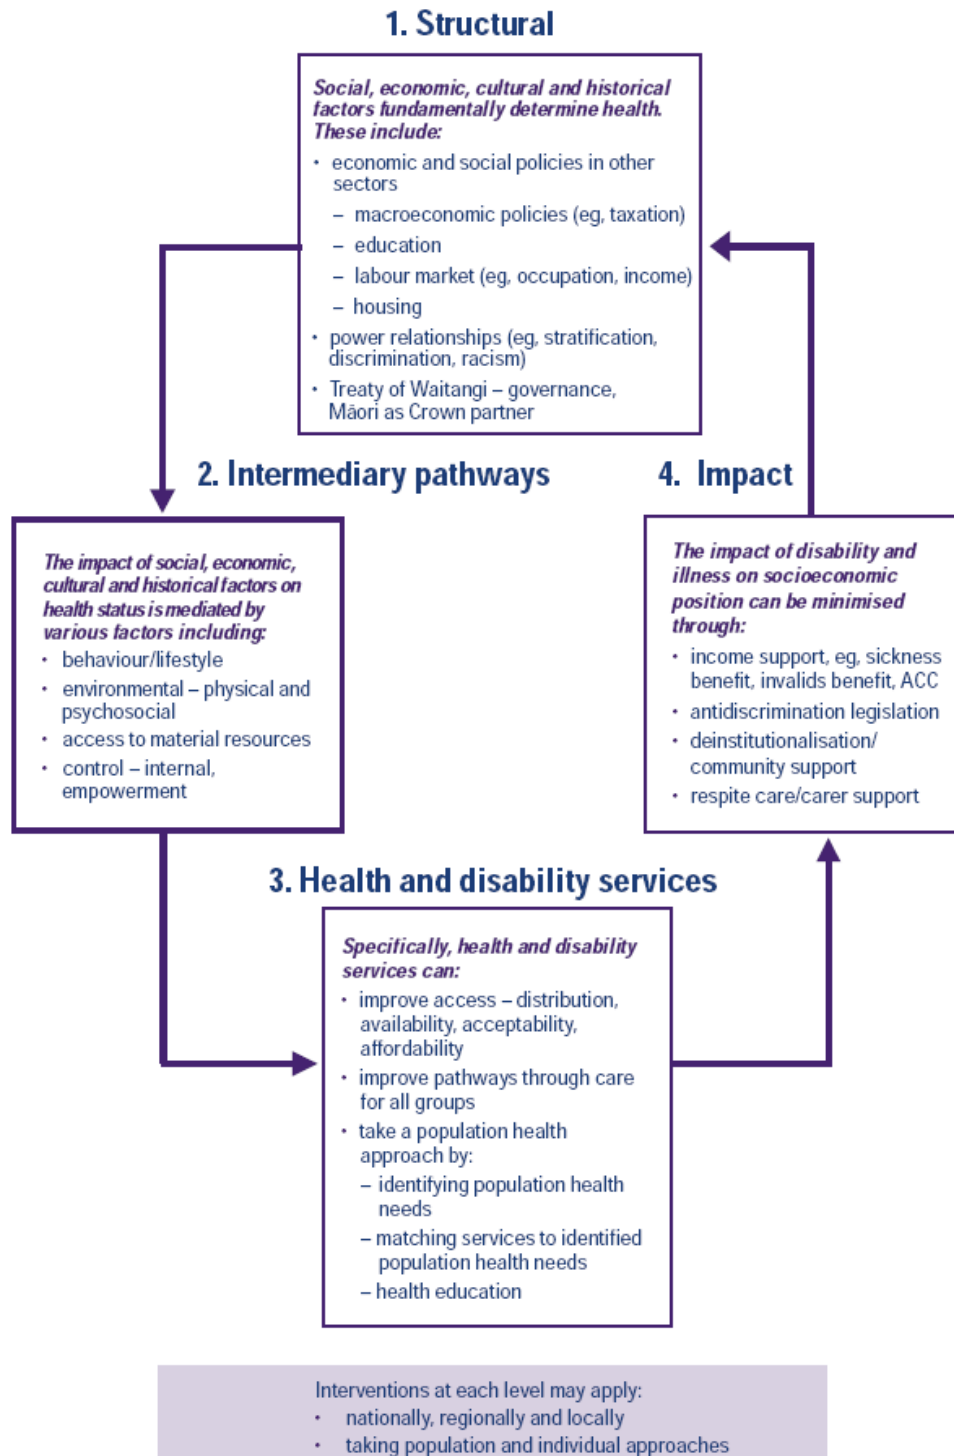 1. Structural
Social, economic, cultural and historical
factors fundamentally determine health.
These include:
• economic and social policies in other
sectors
– macroeconomic policies (eg, taxation)
– education
– labour market (eg, occupation, income)
– housing
• power relationships (eg, stratification,
discrimination, racism)
• Treaty of Waitangi – governance,
Māori as Crown partner
2. Intermediary pathways
The impact of social, economic,
cultural and historical factors on
health status is mediated by
various factors including:
• behaviour/lifestyle
• environmental – physical and
psychosocial
• access to material resources
• control – internal,
empowerment
4. Impact
The impact of disability and
illness on socioeconomic
position can be minimised
through:
• income support, eg, sickness
benefit, invalids benefit, ACC
• antidiscrimination legislation
• deinstitutionalisation/
community support
• respite care/carer support
3. Health and disability services
Specifically, health and disability
services can:
• improve access – distribution,
availability, acceptability,
affordability
• improve pathways through care
for all groups
• take a population health
approach by:
– identifying population health
needs
– matching services to identified
population health needs
– health education
Interventions at each level may apply:
• nationally, regionally and locally
• taking population and individual approaches